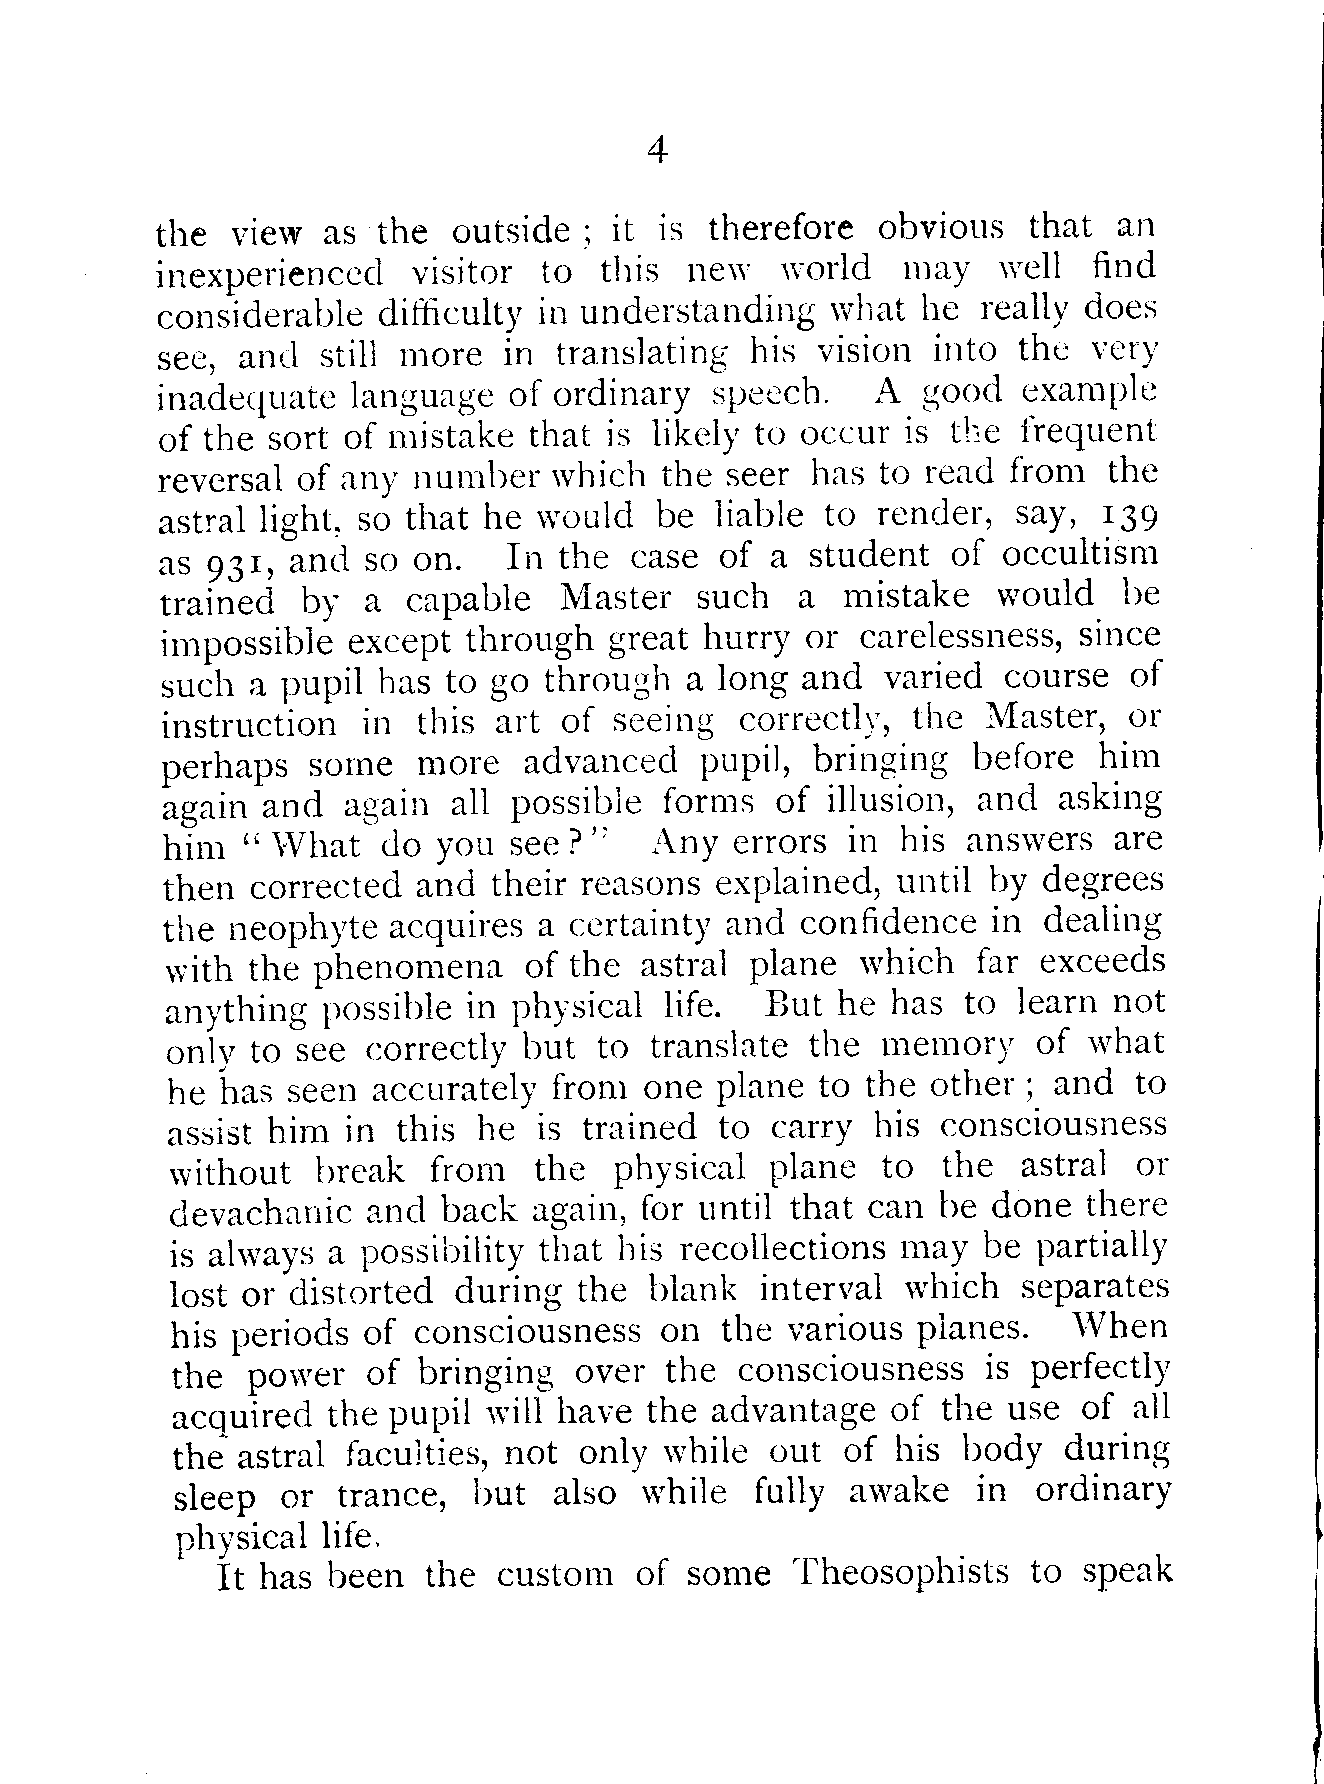 4
the view as the outside ; it is therefore obvious that an
inexperienced visitor to this new world may well find
considerable difficulty in understanding what he really does
see, and still more in translating his vision into the very
inadequate language of ordinary speech. A good example
of the sort of mistake that is likely to occur is the frequent
reversal of any number which the seer has to read from the
astral light, so that he would be liable to render, say, 139
as 931, and so on. In the case of a student of occultism
trained by a capable Master such a mistake would be
impossible except through great hurry or carelessness, since
such a pupil has to go through a long and varied course of
instruction in this art of seeing correctly, the Master, or
perhaps some more advanced pupil, bringing before him
again and again all possible forms of illusion, and asking
him “ What do you see ? ” Any errors in his answers are
then corrected and their reasons explained, until by degrees
the neophyte acquires a certainty and confidence in dealing
with the phenomena of the astral plane which far exceeds
anything possible in physical life. But he has to learn not
only to see correctly but to translate the memory of what
he has seen accurately from one plane to the other ; and to
assist him in this he is trained to carry his consciousness
without break from the physical plane to the astral or
devachanic and back again, for until that can be done there
is always a possibility that his recollections may be partially
lost or distorted during the blank interval which separates
his periods of consciousness on the various planes. When
the power of bringing over the consciousness is perfectly
acquired the pupil will have the advantage of the use of all
the astral faculties, not only while out of his body during
sleep or trance, but also while fully awake in ordinary
physical life.
It has been the custom of some Theosophists to speak